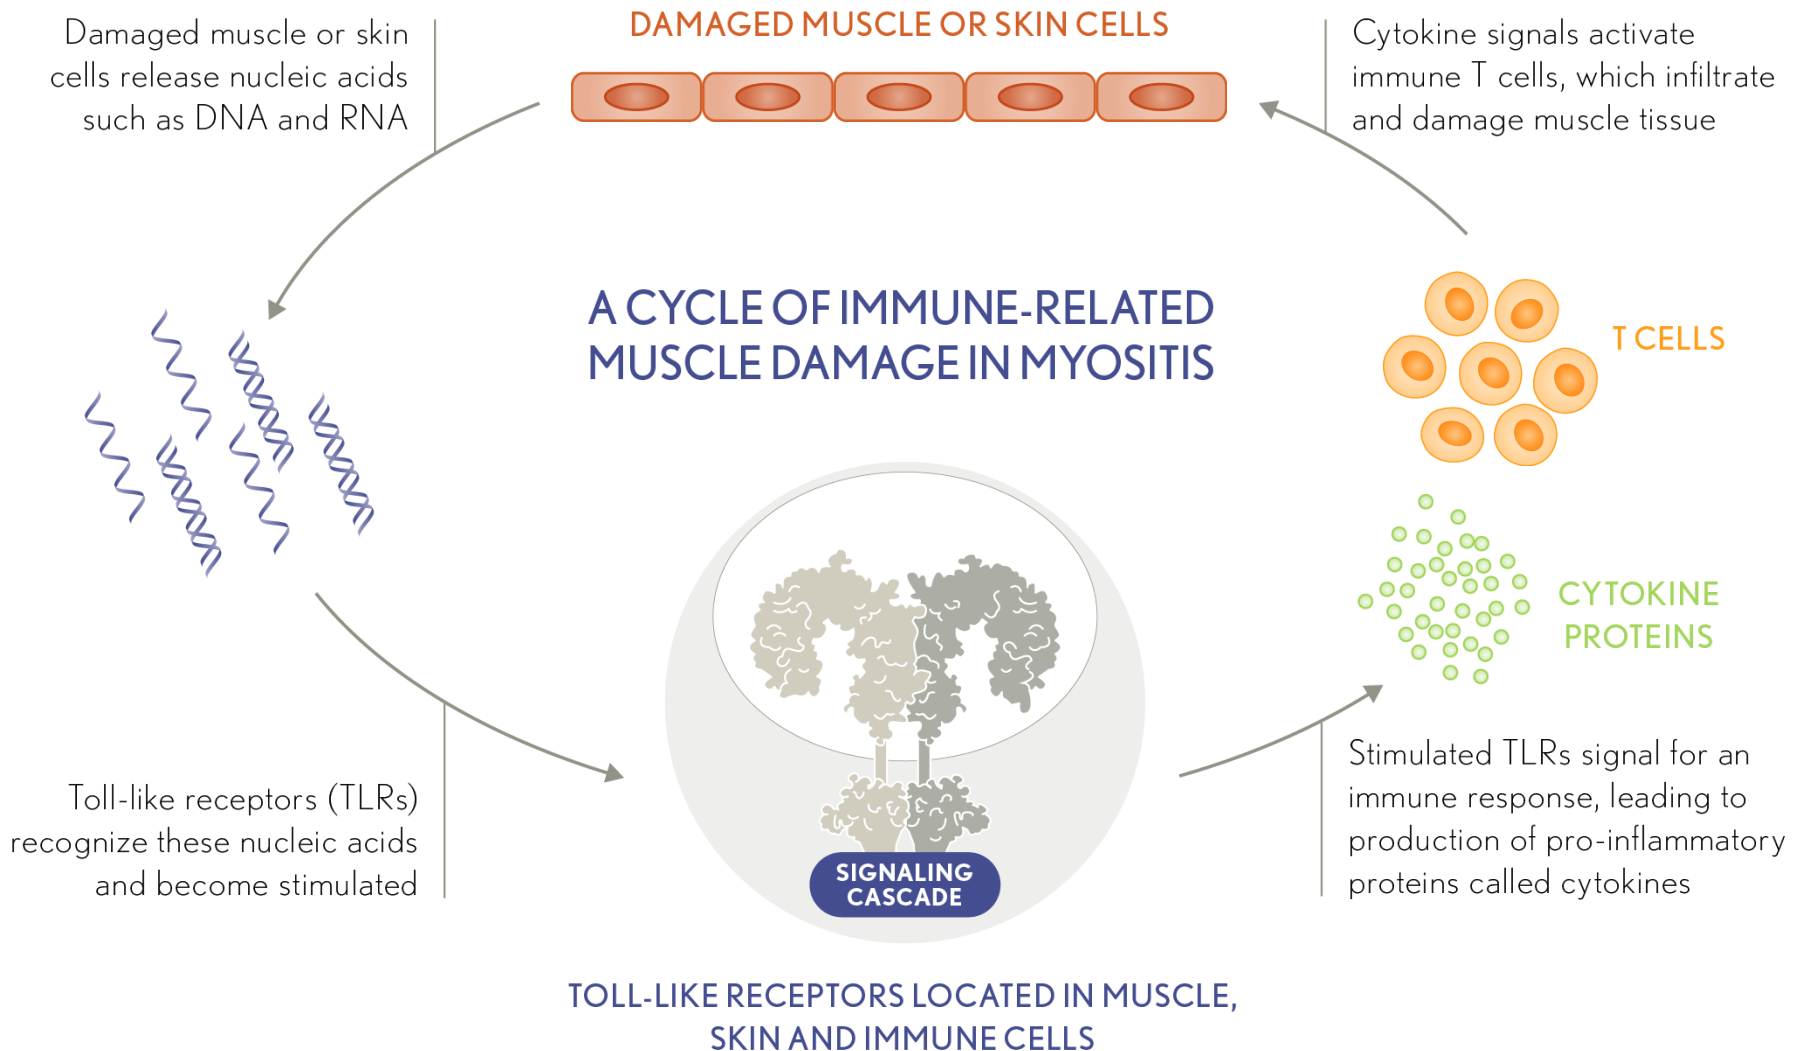 Damaged muscle or skin
cells release nucleic acids
such as DNA and RNA
DAMAGED MUSCLE OR SKIN CELLS
Cytokine signals activate
immune T cells, which infiltrate
and damage muscle tissue
A CYCLE OF IMMUNE-RELATED
MUSCLE DAMAGE IN MYOSITIS
T CELLS
CYTOKINE
PROTEINS
Toll-like receptors (TLRs)
recognize these nucleic acids
and become stimulated
SIGNALING
CASCADE
Stimulated TLRs signal for an
immune response, leading to
production of pro-inflammatory
proteins called cytokines
TOLL-LIKE RECEPTORS LOCATED IN MUSCLE,
SKIN AND IMMUNE CELLS